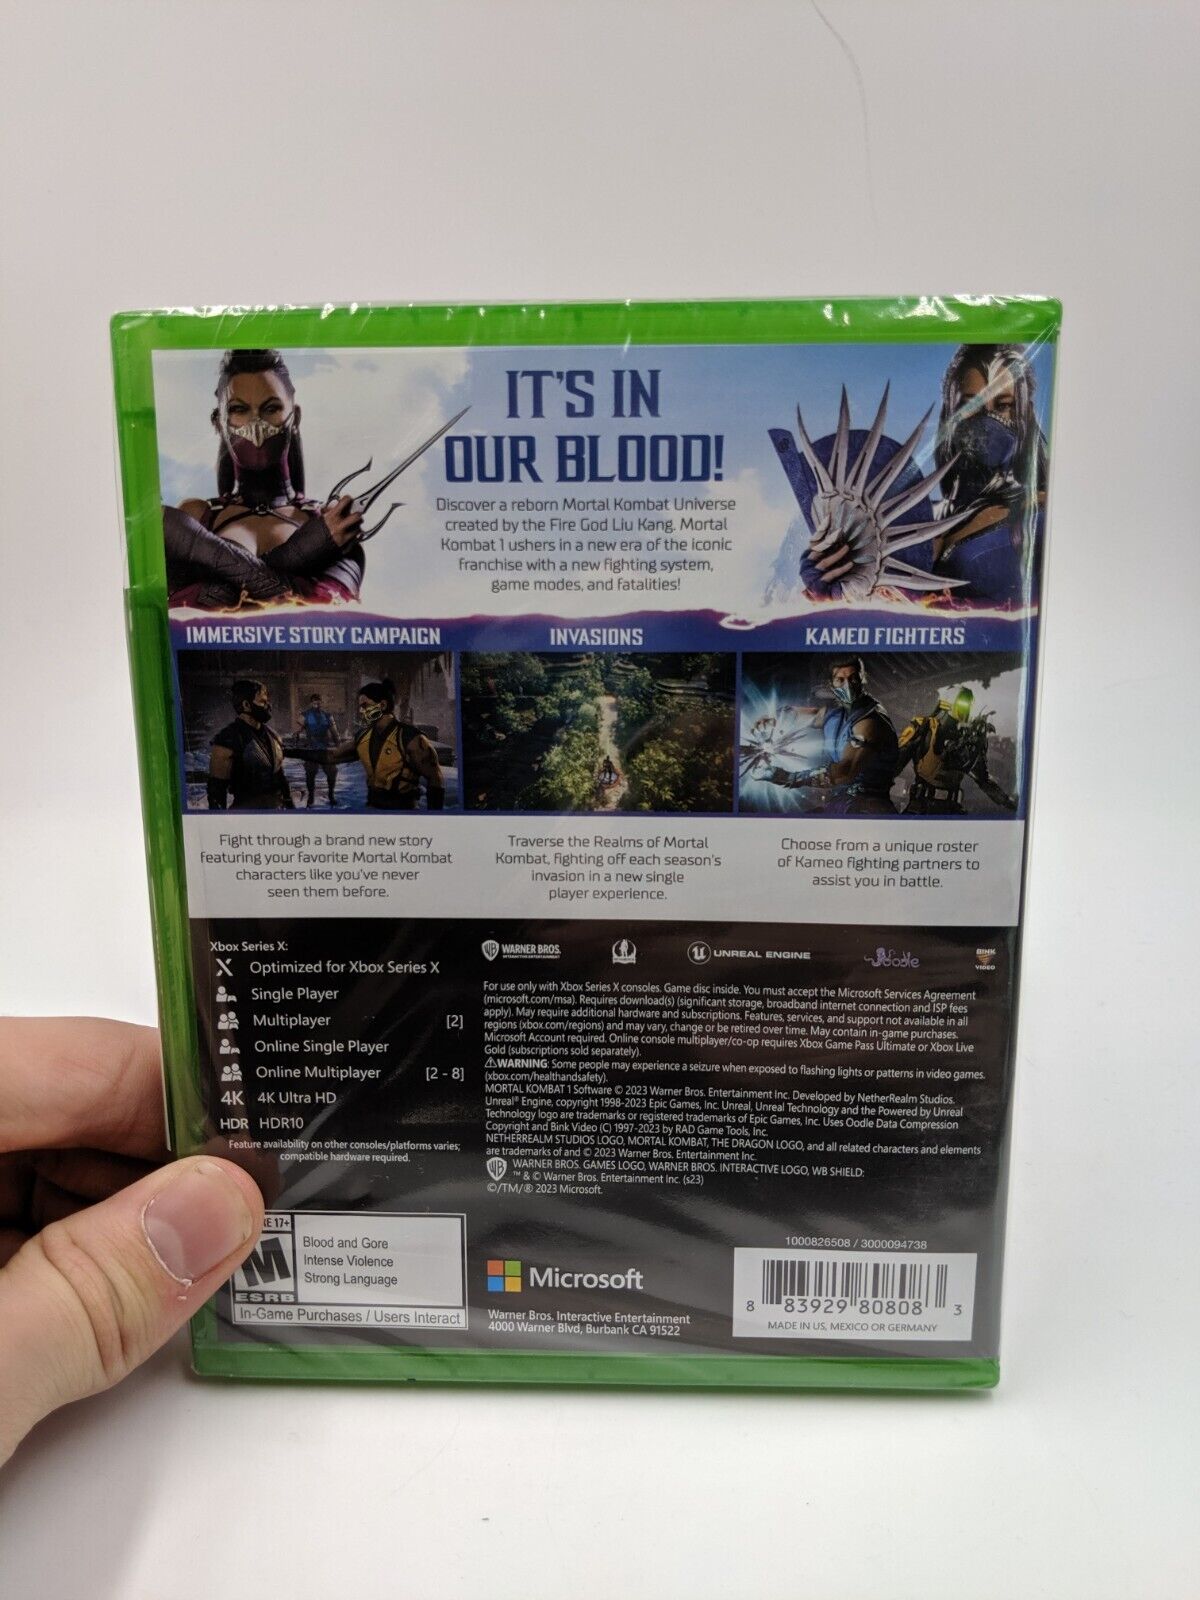 IT'S IN
OUR BLOOD!
Discover a reborn Mortal Kombat Universe
created by the Fire God Liu Kang. Mortal
Kombat 1 ushers in a new era of the iconic
franchise with a new fighting system,
game modes, and fatalities!
IMMERSIVE STORY CAMPAIGN
Fight through a brand new story
featuring your favorite Mortal Kombat
characters like you've never
seen them before.
INVASIONS
Traverse the Realms of Mortal
Kombat, fighting off each season's
invasion in a new single
player experience.
KAMEO FIGHTERS
Choose from a unique roster
of Kameo fighting partners to
assist you in battle.
Xbox Series X:
X Optimized for Xbox Series X
Single Player
Multiplayer [2]
Online Single Player
Online Multiplayer [2 - 8]
4K 4K Ultra HD
HDR HDR10
Feature availability on other consoles/platforms varies;
compatible hardware required.
WB WARNER BROS.
INTERACTIVE ENTERTAINMENT
UNREAL ENGINE
Oodle
BINK
VIDEO
For use only with Xbox Series X consoles. Game disc inside. You must accept the Microsoft Services Agreement
(microsoft.com/msa). Requires download(s) (significant storage, broadband internet connection and ISP fees
apply). May require additional hardware and subscriptions. Features, services, and support not available in all
regions (xbox.com/regions) and may vary, change or be retired over time. May contain in-game purchases.
Microsoft Account required. Online console multiplayer/co-op requires Xbox Game Pass Ultimate or Xbox Live
Gold (subscriptions sold separately).
⚠WARNING: Some people may experience a seizure when exposed to flashing lights or patterns in video games.
(xbox.com/healthandsafety).
MORTAL KOMBAT 1 Software © 2023 Warner Bros. Entertainment Inc. Developed by NetherRealm Studios.
Unreal® Engine, copyright 1998-2023 Epic Games, Inc. Unreal, Unreal Technology and the Powered by Unreal
Technology logo are trademarks or registered trademarks of Epic Games, Inc. Uses Oodle Data Compression
Copyright and Bink Video (C) 1997-2023 by RAD Game Tools, Inc.
NETHERREALM STUDIOS LOGO, MORTAL KOMBAT, THE DRAGON LOGO, and all related characters and elements
are trademarks of and © 2023 Warner Bros. Entertainment Inc.
WB WARNER BROS. GAMES LOGO, WARNER BROS. INTERACTIVE LOGO, WB SHIELD:
™ & © Warner Bros. Entertainment Inc. (s23)
©/TM/® 2023 Microsoft.
RE 17+
M
ESRB
Blood and Gore
Intense Violence
Strong Language
In-Game Purchases / Users Interact
Microsoft
Warner Bros. Interactive Entertainment
4000 Warner Blvd, Burbank CA 91522
1000826508 / 3000094738
8 83929 80808 3
MADE IN US, MEXICO OR GERMANY